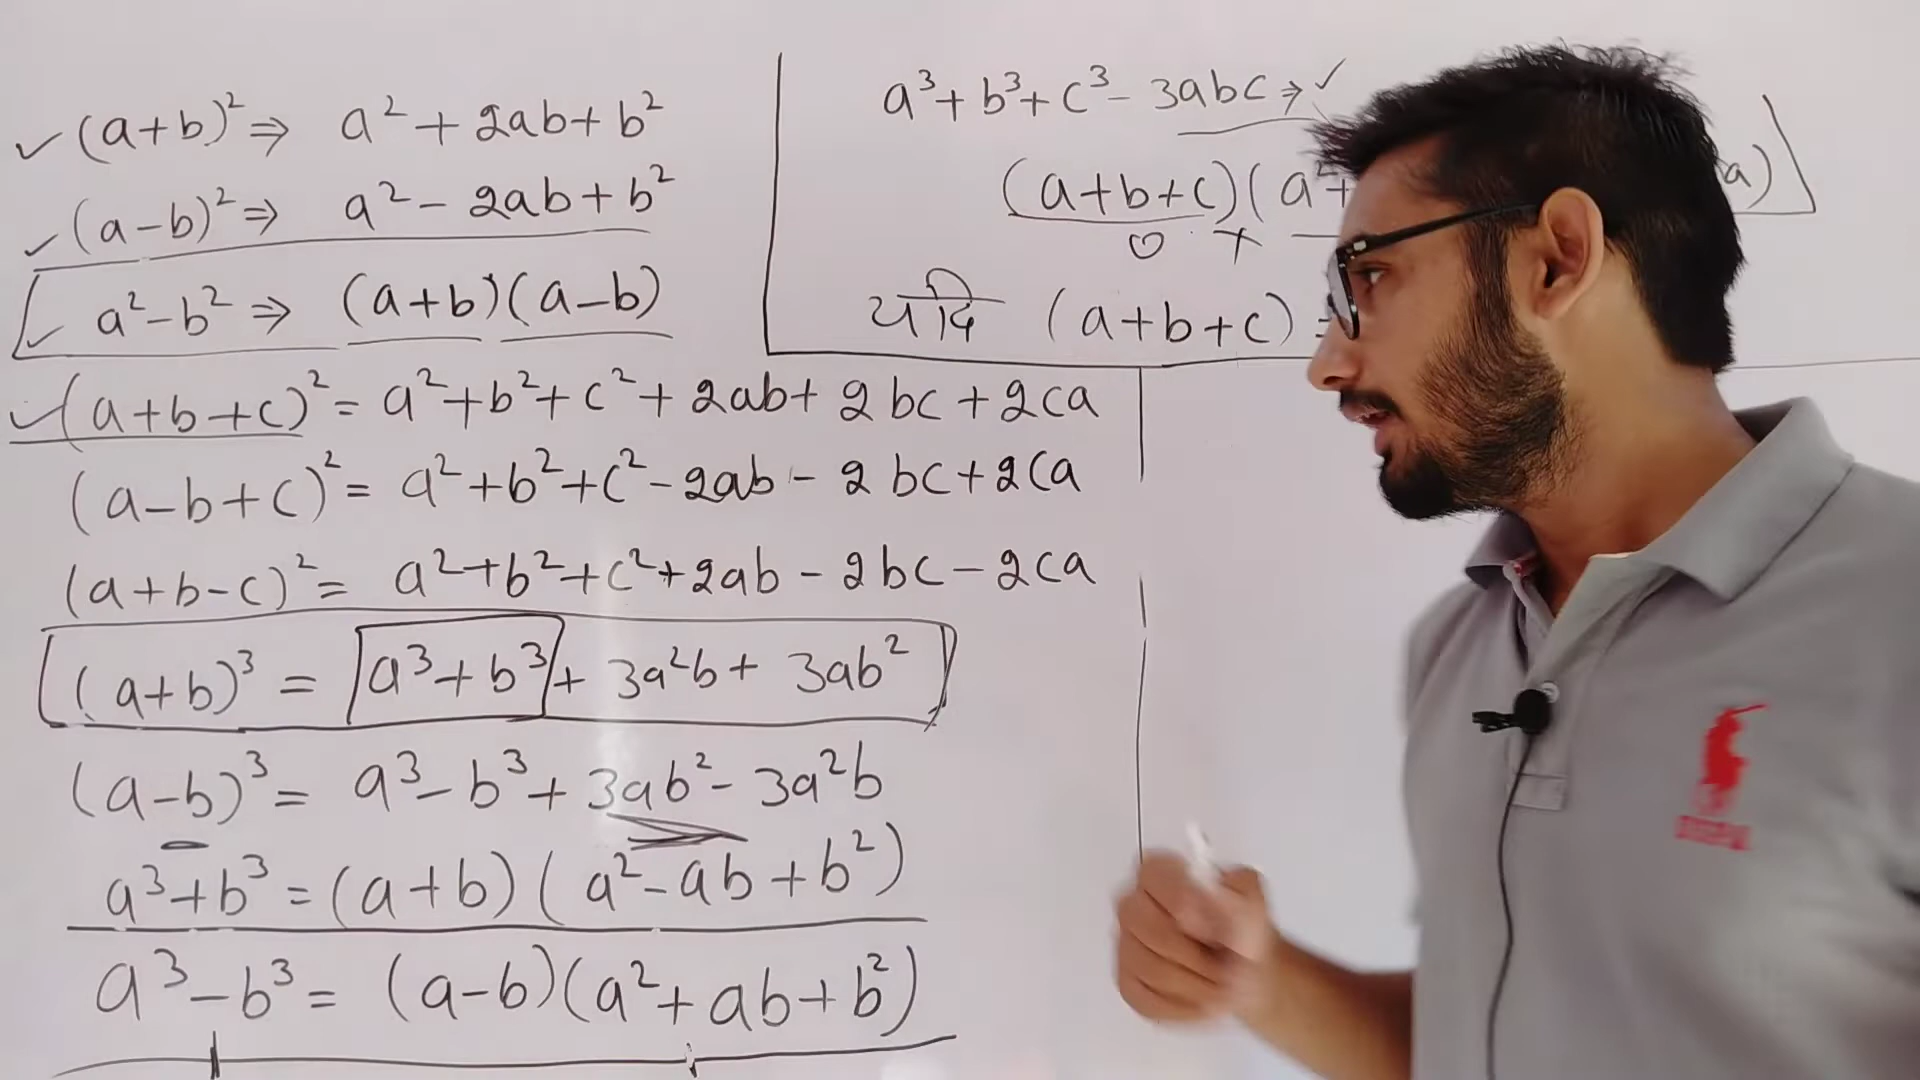 (a+b)² ⇒ a² + 2ab + b²
(a-b)² ⇒ a² - 2ab + b²
a² - b² ⇒ (a+b)(a-b)
(a+b+c)² = a² + b² + c² + 2ab + 2bc + 2ca
(a-b+c)² = a² + b² + c² - 2ab - 2bc + 2ca
(a+b-c)² = a² + b² + c² + 2ab - 2bc - 2ca
(a+b)³ = a³ + b³ + 3a²b + 3ab²
(a-b)³ = a³ - b³ + 3ab² - 3a²b
a³ + b³ = (a+b)(a² - ab + b²)
a³ - b³ = (a-b)(a² + ab + b²)
a³ + b³ + c³ - 3abc ⇒
(a+b+c)(a²+ a)
0 ×
यदि (a+b+c) =